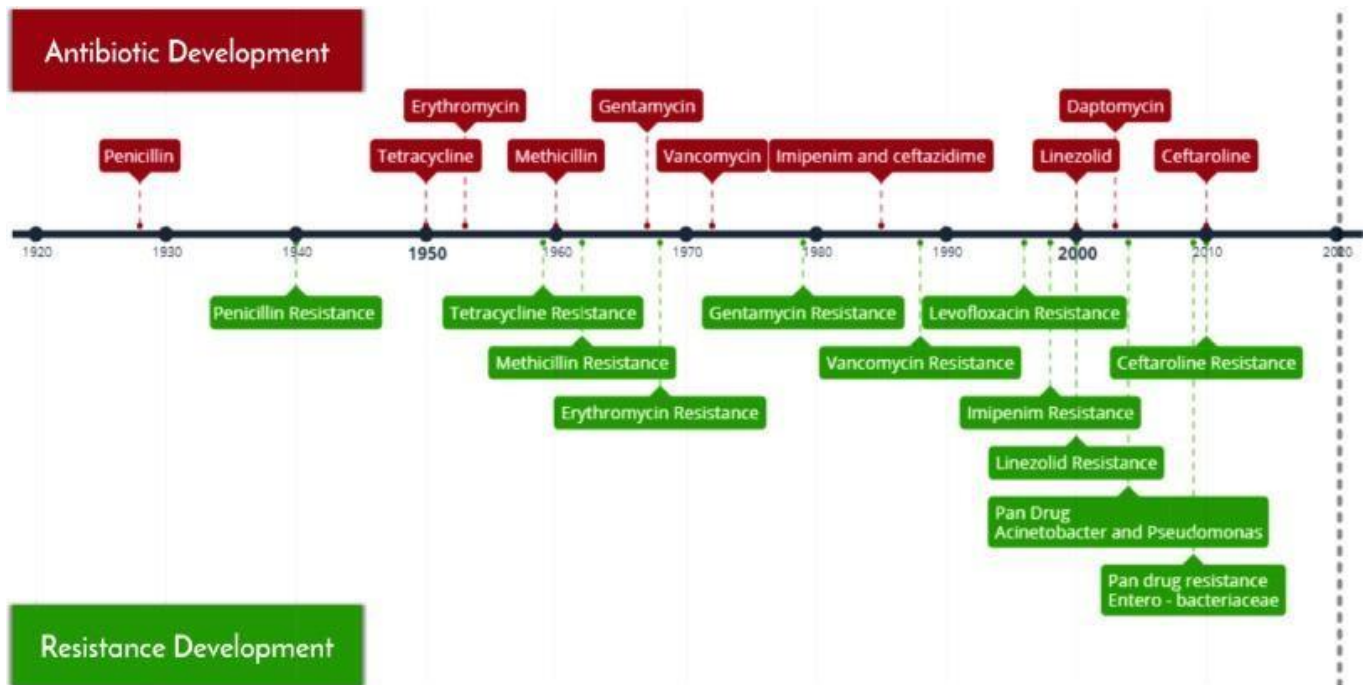 Antibiotic Development
Erythromycin
Gentamycin
Daptomycin
Penicillin
Tetracycline
Methicillin
Vancomycin
Imipenim and ceftazidime
Linezolid
Ceftaroline
1920
1930
1940
1950
1960
1970
1980
1990
2000
2010
Penicillin Resistance
Tetracycline Resistance
Gentamycin Resistance
Levofloxacin Resistance
Methicillin Resistance
Vancomycin Resistance
Ceftaroline Resistance
Erythromycin Resistance
Imipenim Resistance
Linezolid Resistance
Pan Drug
Acinetobacter and Pseudomonas
Pan drug resistance
Entero - bacteriaceae
Resistance Development